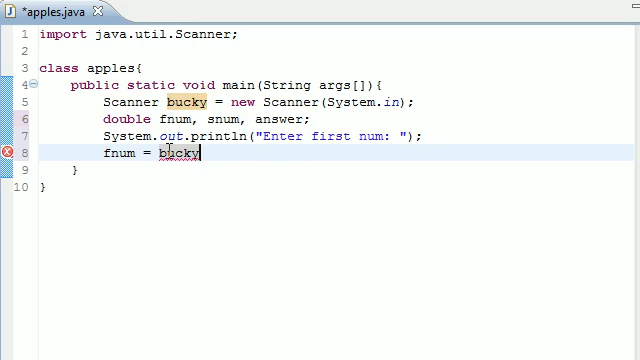 *apples.java
1 import java.util.Scanner;
2
3 class apples{
4 public static void main(String args[]){
5 Scanner bucky = new Scanner(System.in);
6 double fnum, snum, answer;
7 System.out.println("Enter first num: ");
8 fnum = bucky
9 }
10 }